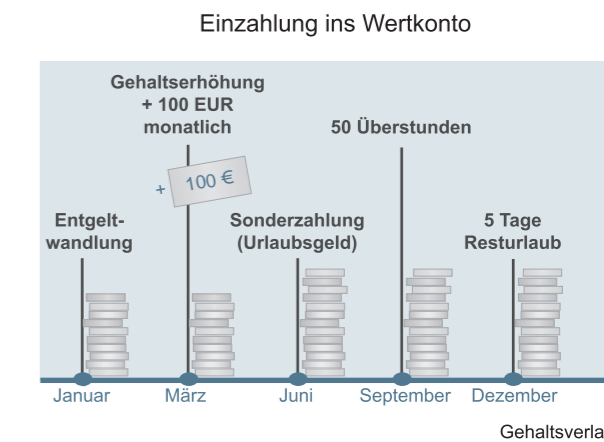 Einzahlung ins Wertkonto
Gehaltserhöhung
+ 100 EUR
monatlich
50 Überstunden
+ 100 €
Entgelt-
wandlung
Sonderzahlung
(Urlaubsgeld)
5 Tage
Resturlaub
Januar März Juni September Dezember
Gehaltsverla